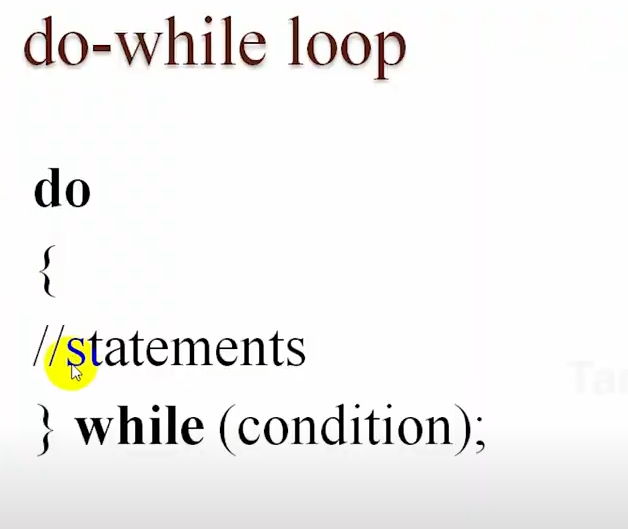 do-while loop
do
{
//statements
} while (condition);